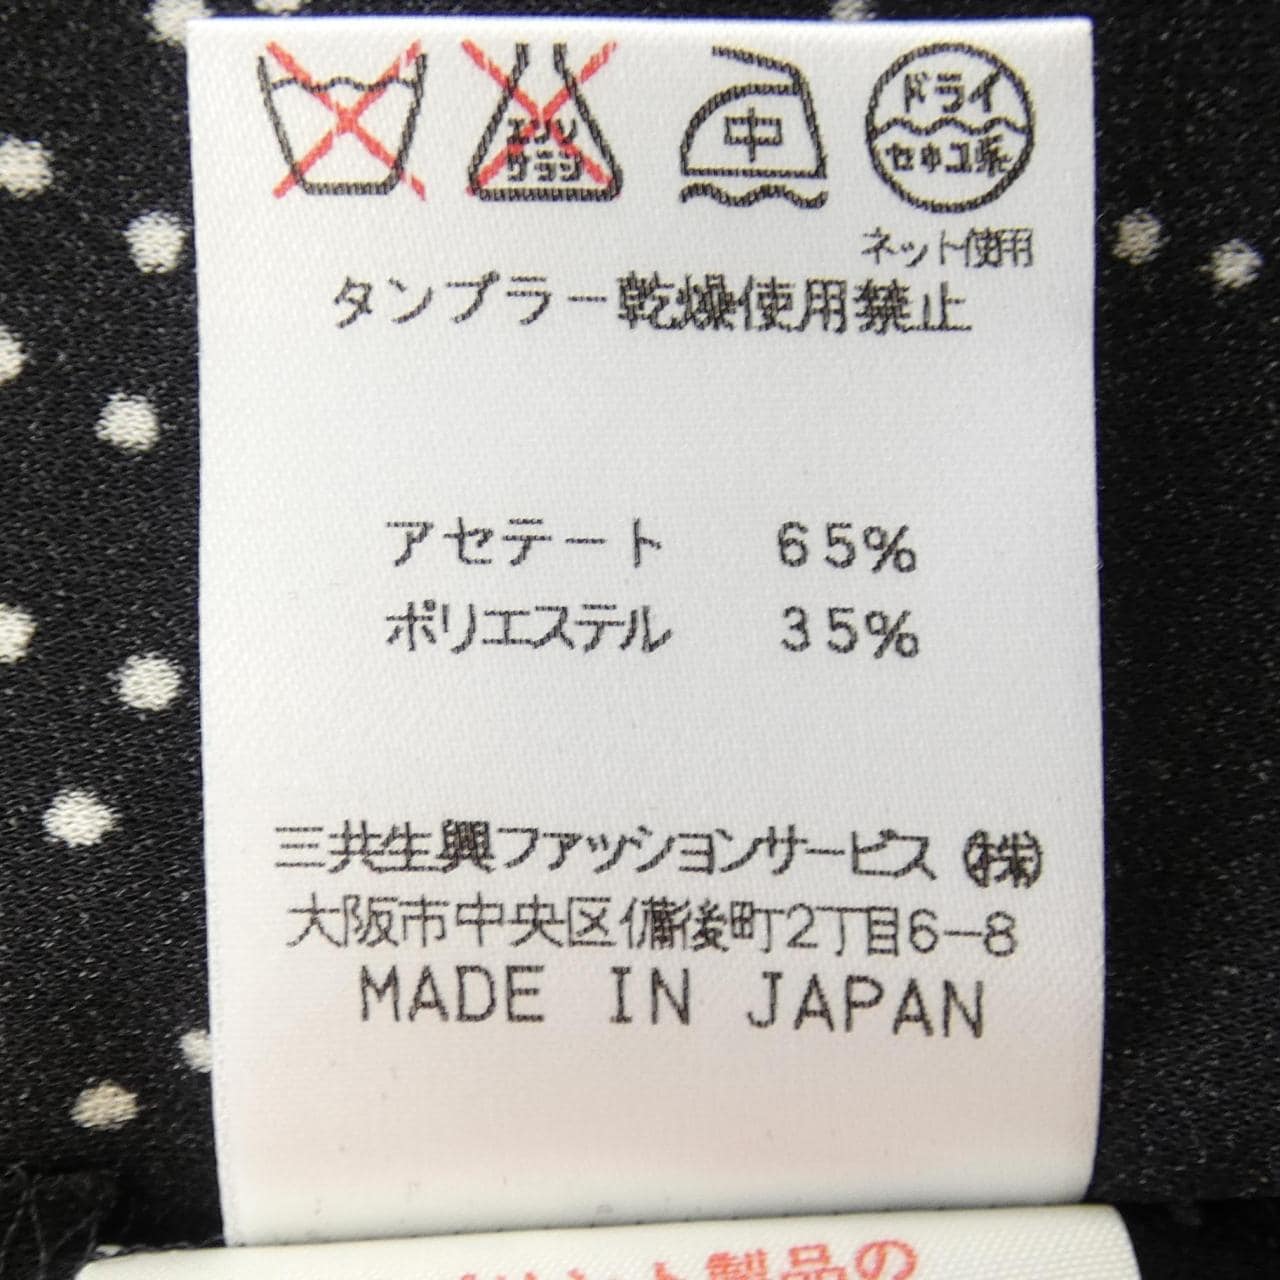 エンソ
サラシ
中
ドライ
セキユ系
ネット使用
タンブラー乾燥使用禁止
アセテート 65%
ポリエステル 35%
三共生興ファッションサービス㈱
大阪市中央区備後町2丁目6-8
MADE IN JAPAN
プリント製品の